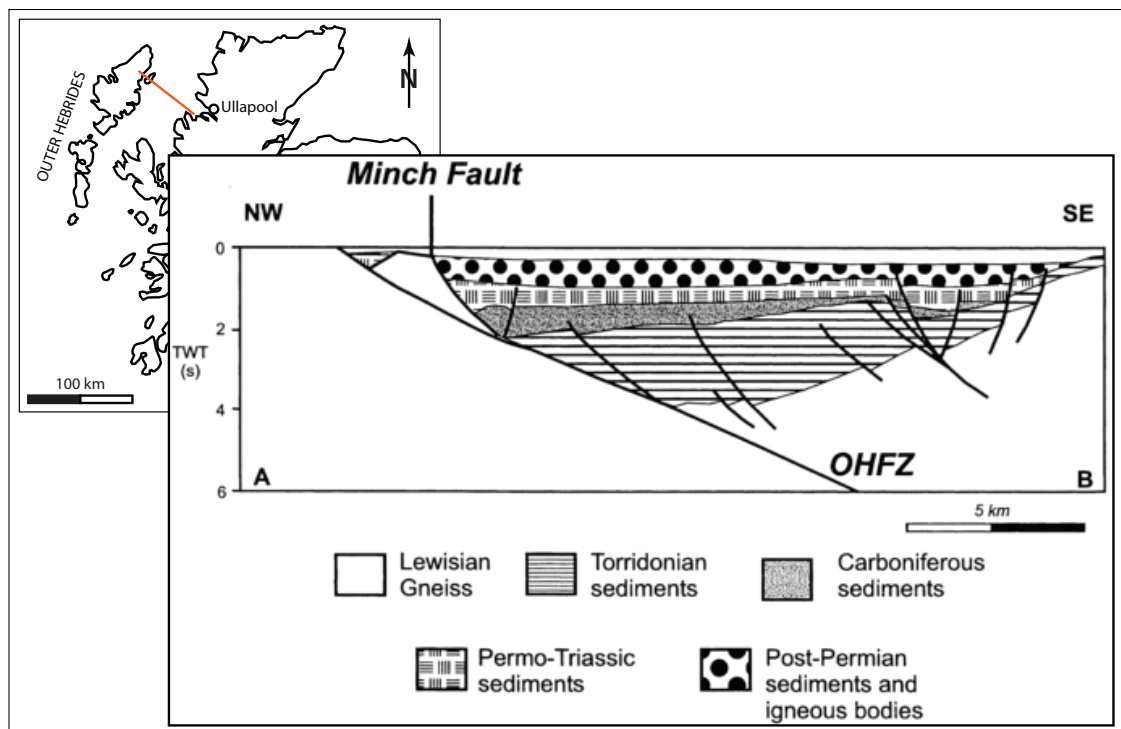 OUTER HEBRIDES
N
Ullapool
100 km
Minch Fault
NW
SE
0
2
TWT
(s)
4
6
A
OHFZ
B
5 km
Lewisian
Gneiss
Torridonian
sediments
Carboniferous
sediments
Permo-Triassic
sediments
Post-Permian
sediments and
igneous bodies